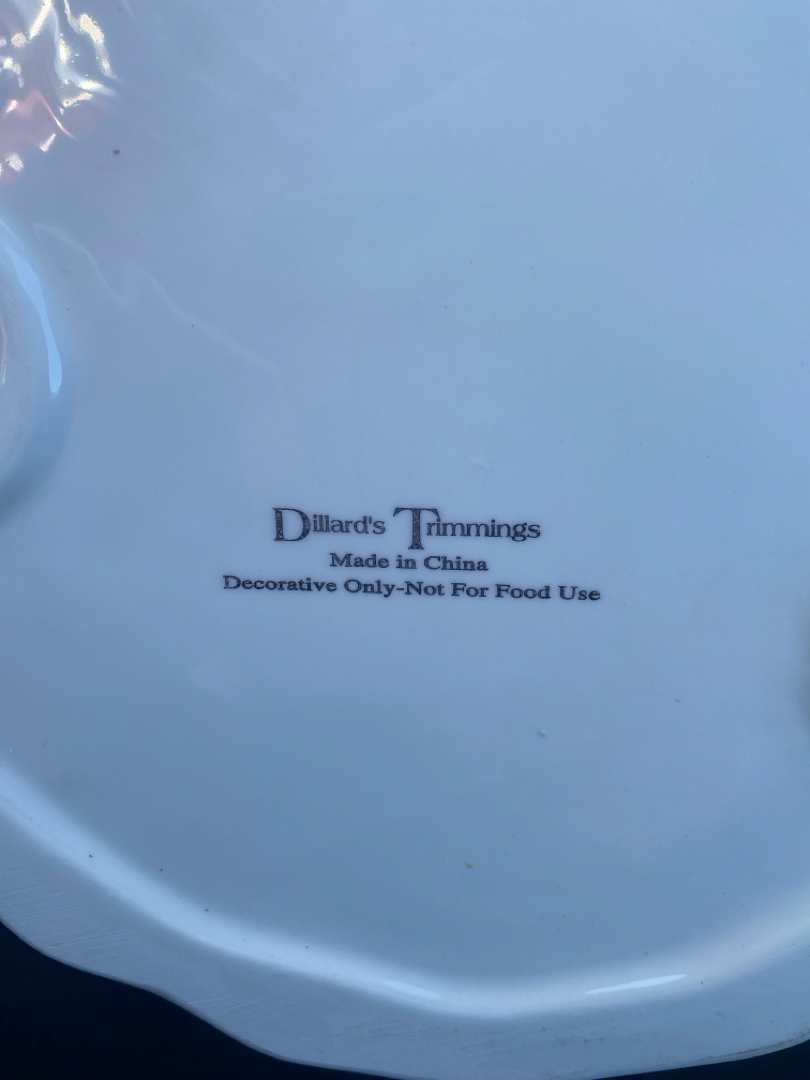 Dillard's Trimmings
Made in China
Decorative Only-Not For Food Use